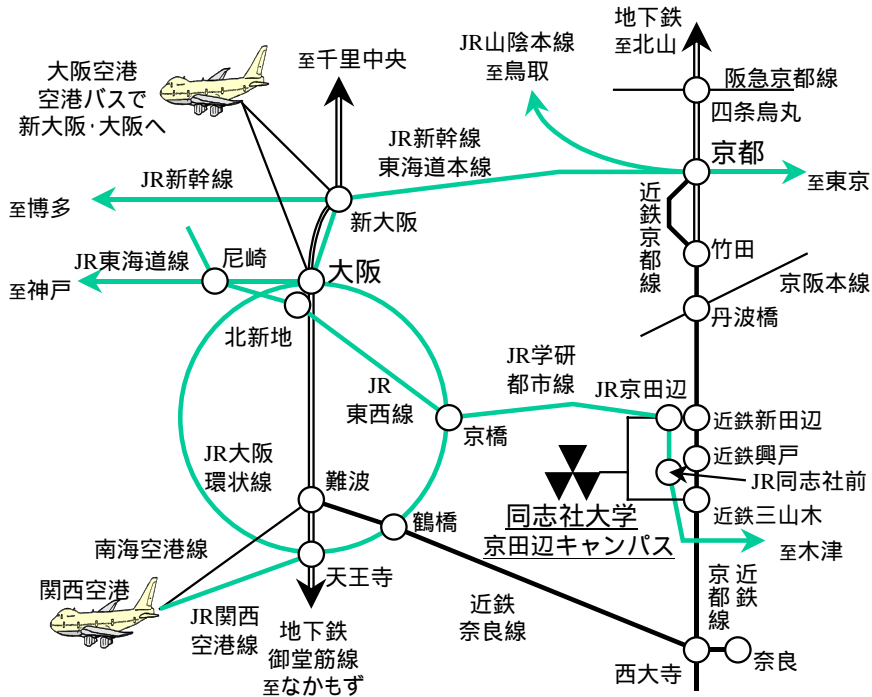 地下鉄
至北山
JR山陰本線
至鳥取
至千里中央
大阪空港
空港バスで
新大阪・大阪へ
阪急京都線
四条烏丸
JR新幹線
東海道本線
京都
至東京
JR新幹線
至博多
新大阪
近鉄京都線
竹田
JR東海道線
尼崎
大阪
至神戸
京阪本線
丹波橋
北新地
JR学研
都市線
JR京田辺
JR
東西線
京橋
近鉄新田辺
近鉄興戸
JR同志社前
近鉄三山木
JR大阪
環状線
難波
鶴橋
同志社大学
京田辺キャンパス
至木津
南海空港線
関西空港
天王寺
JR関西
空港線
地下鉄
御堂筋線
至なかもず
近鉄
奈良線
近鉄
京都線
西大寺
奈良